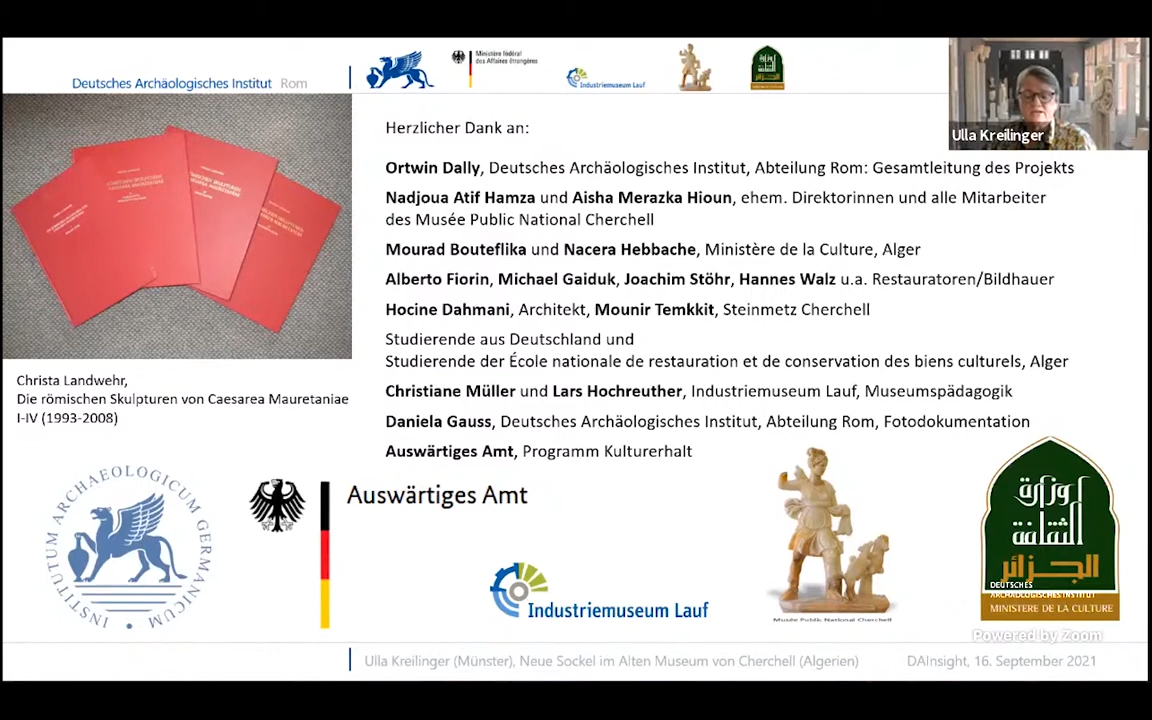 Deutsches Archäologisches Institut Rom
Ministère fédéral
des Affaires étrangères
Industriemuseum Lauf
Ulla Kreilinger
Herzlicher Dank an:
Ortwin Dally, Deutsches Archäologisches Institut, Abteilung Rom: Gesamtleitung des Projekts
Nadjoua Atif Hamza und Aisha Merazka Hioun, ehem. Direktorinnen und alle Mitarbeiter
des Musée Public National Cherchell
Mourad Bouteflika und Nacera Hebbache, Ministère de la Culture, Alger
Alberto Fiorin, Michael Gaiduk, Joachim Stöhr, Hannes Walz u.a. Restauratoren/Bildhauer
Hocine Dahmani, Architekt, Mounir Temkkit, Steinmetz Cherchell
Studierende aus Deutschland und
Studierende der École nationale de restauration et de conservation des biens culturels, Alger
Christiane Müller und Lars Hochreuther, Industriemuseum Lauf, Museumspädagogik
Daniela Gauss, Deutsches Archäologisches Institut, Abteilung Rom, Fotodokumentation
Auswärtiges Amt, Programm Kulturerhalt
Christa Landwehr,
Die römischen Skulpturen von Caesarea Mauretaniae
I-IV (1993-2008)
INSTITUTUM ARCHAEOLOGICUM GERMANICUM
Auswärtiges Amt
Industriemuseum Lauf
Musée Public National Cherchell
وزارة
الثقافة
الجزائر
DEUTSCHES
ARCHÄOLOGISCHES INSTITUT
MINISTERE DE LA CULTURE
Powered by Zoom
Ulla Kreilinger (Münster), Neue Sockel im Alten Museum von Cherchell (Algerien)
DAInsight, 16. September 2021